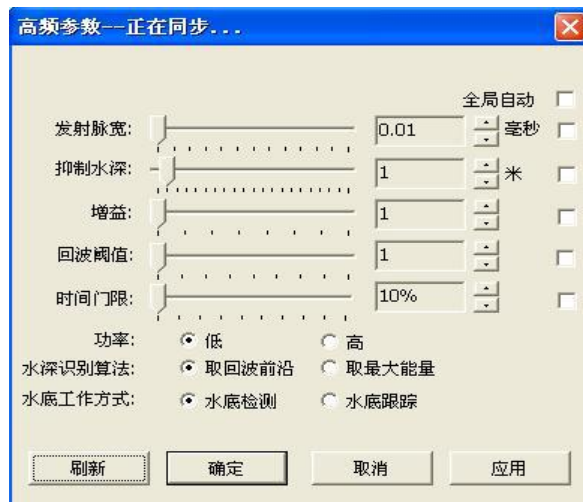 高频参数--正在同步...
全局自动
发射脉宽: 0.01 毫秒
抑制水深: 1 米
增益: 1
回波阈值: 1
时间门限: 10%
功率: 低 高
水深识别算法: 取回波前沿 取最大能量
水底工作方式: 水底检测 水底跟踪
刷新 确定 取消 应用